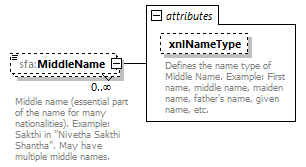 attributes
sfa:MiddleName
xnlNameType
0..∞
Defines the name type of
Middle Name. Example: First
name, middle name, maiden
name, father's name, given
name, etc.
Middle name (essential part
of the name for many
nationalities). Example:
Sakthi in "Nivetha Sakthi
Shantha". May have
multiple middle names.